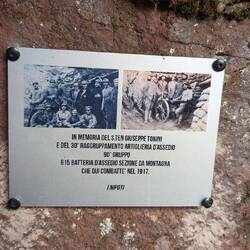 IN MEMORIA DEL S.TEN GIUSEPPE TONINI
E DEL 30° RAGGRUPPAMENTO ARTIGLIERIA D'ASSEDIO
90° GRUPPO
615 BATTERIA D'ASSEDIO SEZIONE DA MONTAGNA
CHE QUI COMBATTE' NEL 1917.
I NIPOTI